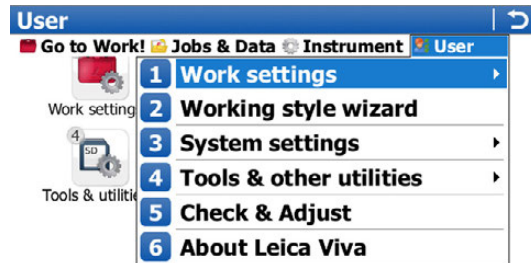 User
Go to Work! Jobs & Data Instrument User
1 Work settings
Work setting
2 Working style wizard
3 System settings
4
SD
4 Tools & other utilities
Tools & utilitie
5 Check & Adjust
6 About Leica Viva